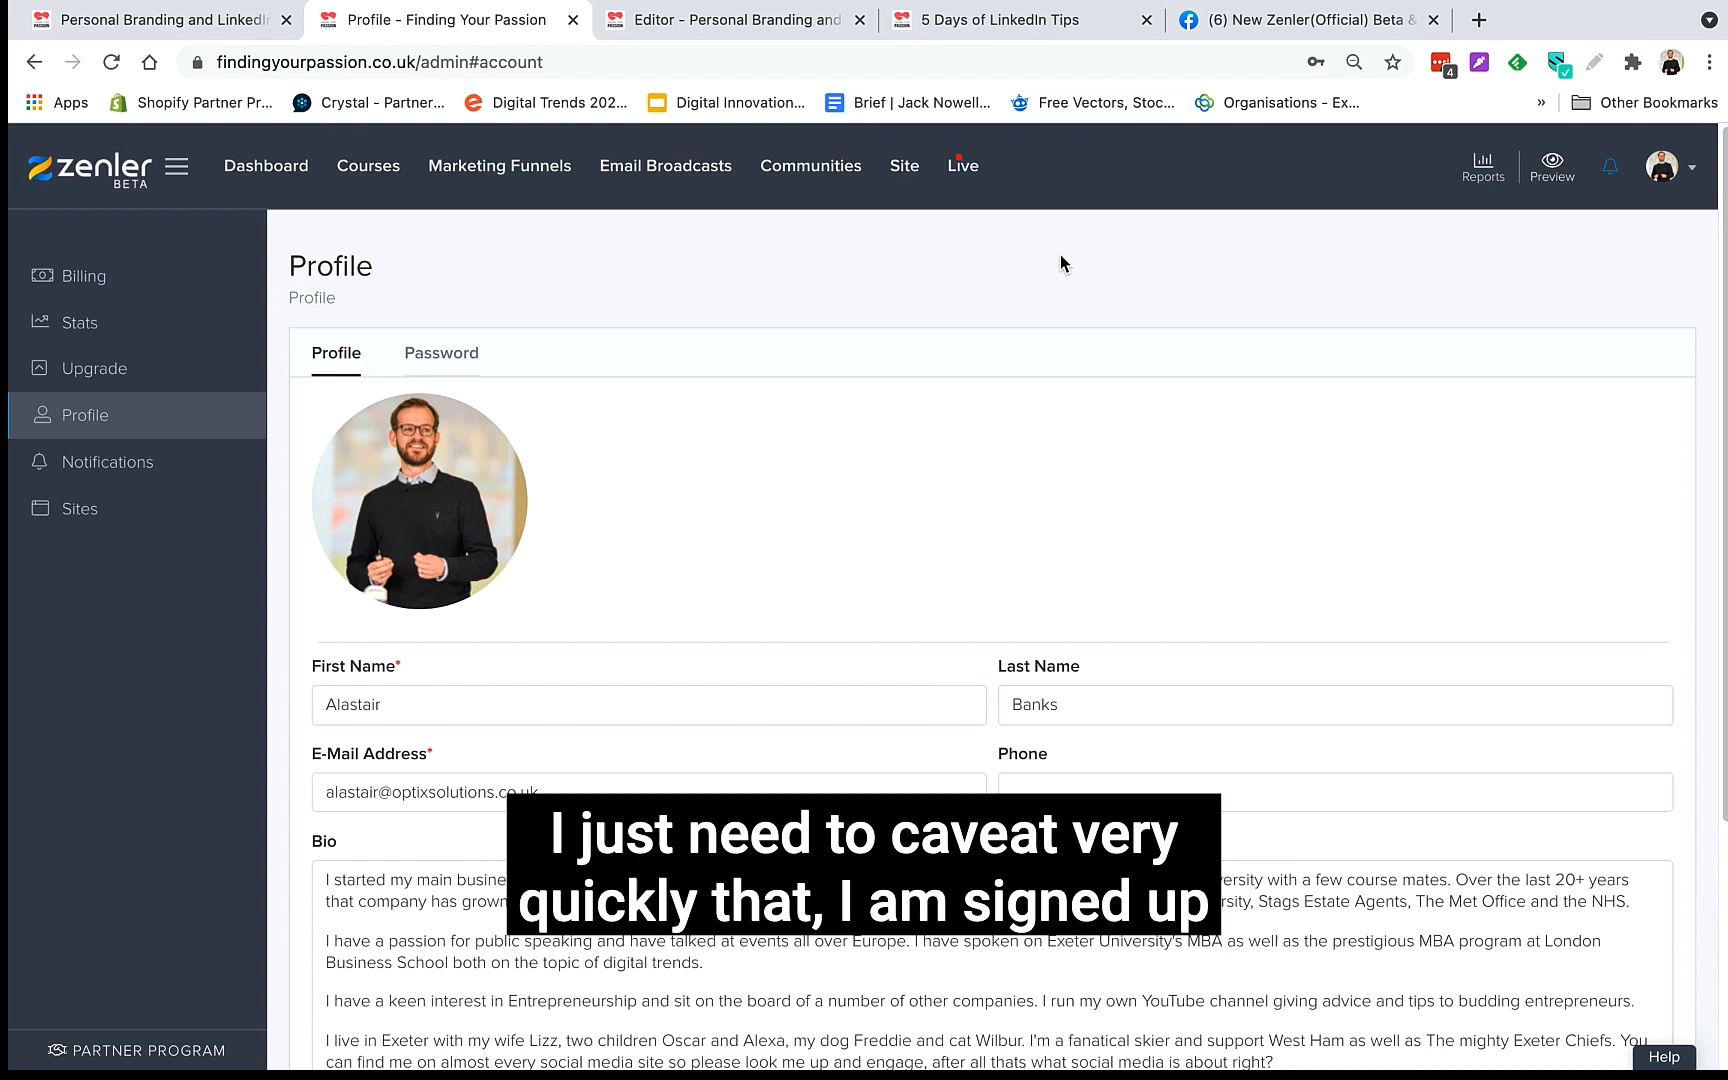 Personal Branding and LinkedIn
Profile - Finding Your Passion
Editor - Personal Branding and
5 Days of LinkedIn Tips
(6) New Zenler(Official) Beta &
findingyourpassion.co.uk/admin#account
4
Apps
Shopify Partner Pr...
Crystal - Partner...
Digital Trends 202...
Digital Innovation...
Brief | Jack Nowell...
Free Vectors, Stoc...
Organisations - Ex...
»
Other Bookmarks
zenler
BETA
Dashboard
Courses
Marketing Funnels
Email Broadcasts
Communities
Site
Live
Reports
Preview
Billing
Stats
Upgrade
Profile
Notifications
Sites
PARTNER PROGRAM
Profile
Profile
Profile
Password
First Name*
Last Name
Alastair
Banks
E-Mail Address*
Phone
alastair@optixsolutions.co.uk
Bio
I just need to caveat very
quickly that, I am signed up
I started my main busine ersity with a few course mates. Over the last 20+ years
that company has grown rsity, Stags Estate Agents, The Met Office and the NHS.
I have a passion for public speaking and have talked at events all over Europe. I have spoken on Exeter University's MBA as well as the prestigious MBA program at London
Business School both on the topic of digital trends.
I have a keen interest in Entrepreneurship and sit on the board of a number of other companies. I run my own YouTube channel giving advice and tips to budding entrepreneurs.
I live in Exeter with my wife Lizz, two children Oscar and Alexa, my dog Freddie and cat Wilbur. I'm a fanatical skier and support West Ham as well as The mighty Exeter Chiefs. You
can find me on almost every social media site so please look me up and engage, after all thats what social media is about right?
Help